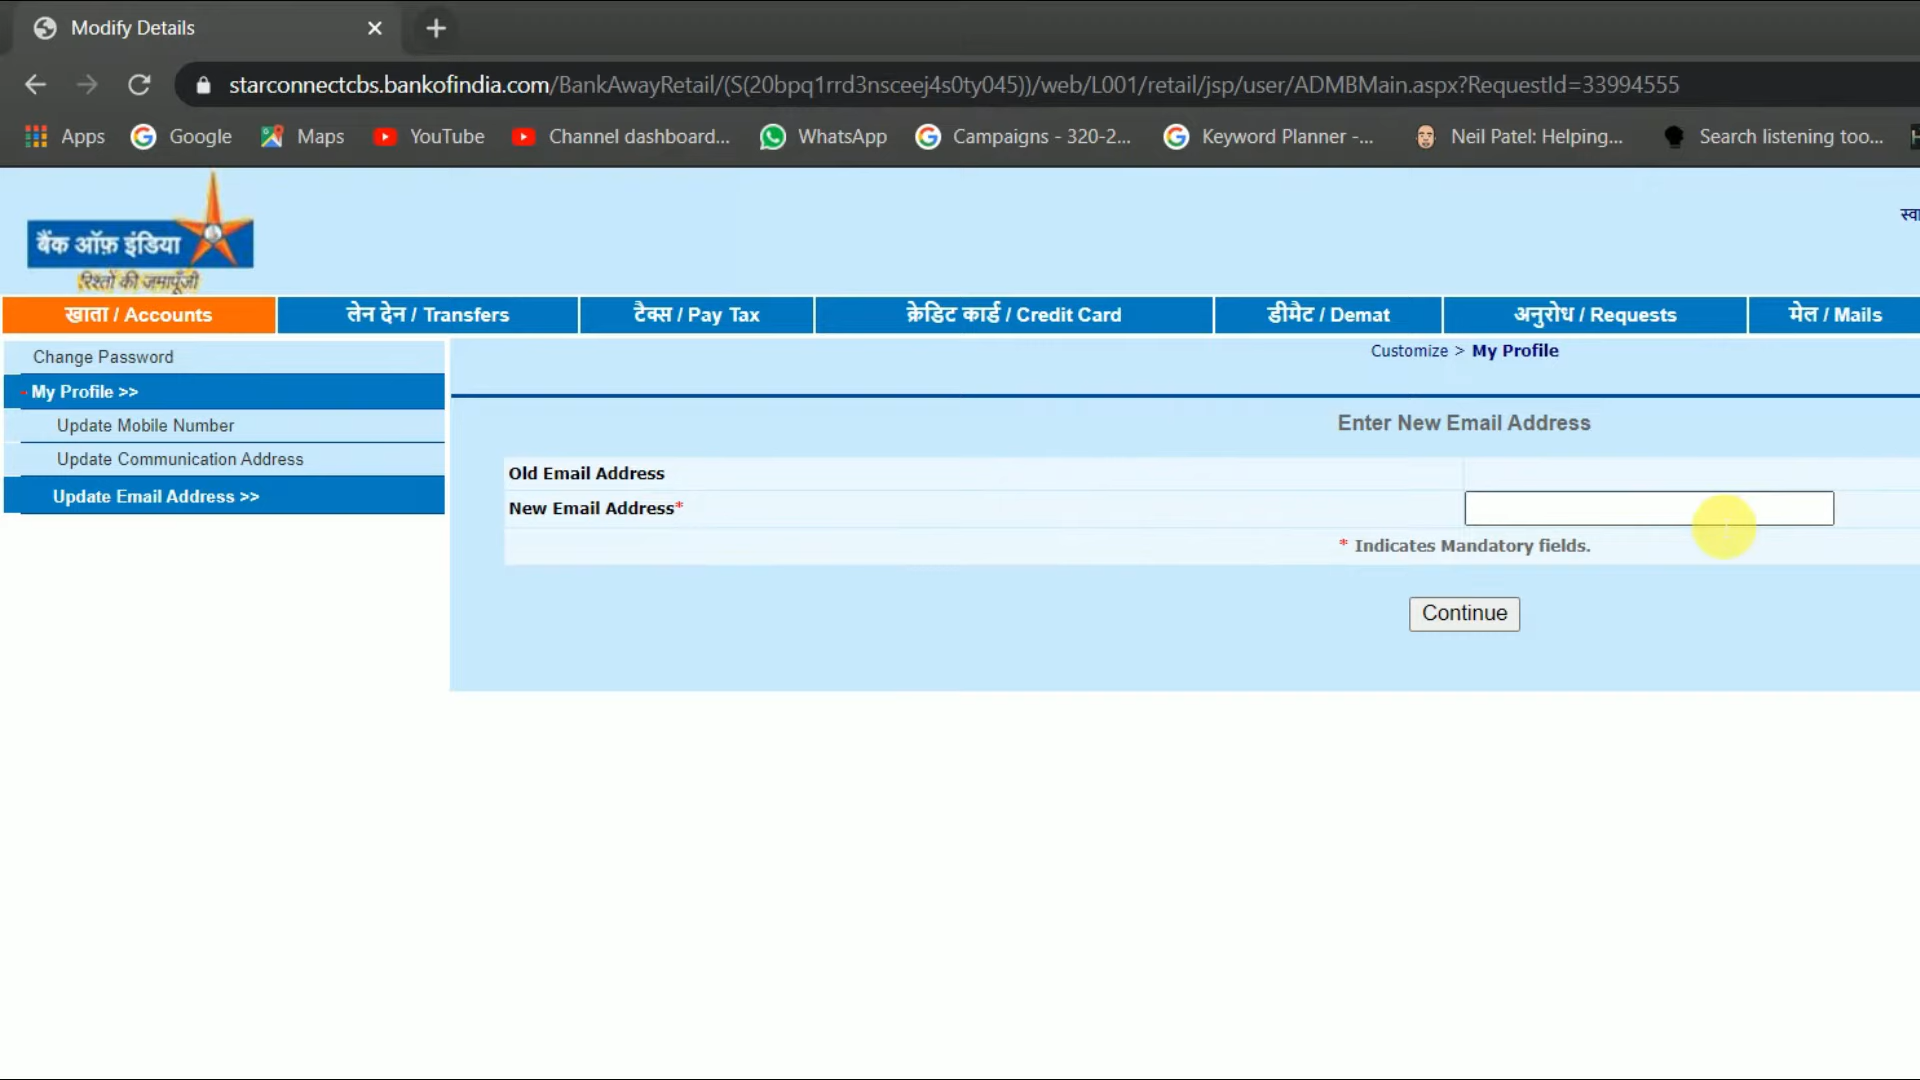 Modify Details
starconnectcbs.bankofindia.com/BankAwayRetail/(S(20bpq1rrd3nsceej4s0ty045))/web/L001/retail/jsp/user/ADMBMain.aspx?RequestId=33994555
Apps Google Maps YouTube Channel dashboard... WhatsApp Campaigns - 320-2... Keyword Planner -... Neil Patel: Helping... Search listening too...
बैंक ऑफ़ इंडिया
रिश्तों की जमापूँजी
खाता / Accounts लेन देन / Transfers टैक्स / Pay Tax क्रेडिट कार्ड / Credit Card डीमैट / Demat अनुरोध / Requests मेल / Mails
Change Password
My Profile >>
Update Mobile Number
Update Communication Address
Update Email Address >>
Customize > My Profile
Enter New Email Address
Old Email Address
New Email Address*
* Indicates Mandatory fields.
Continue